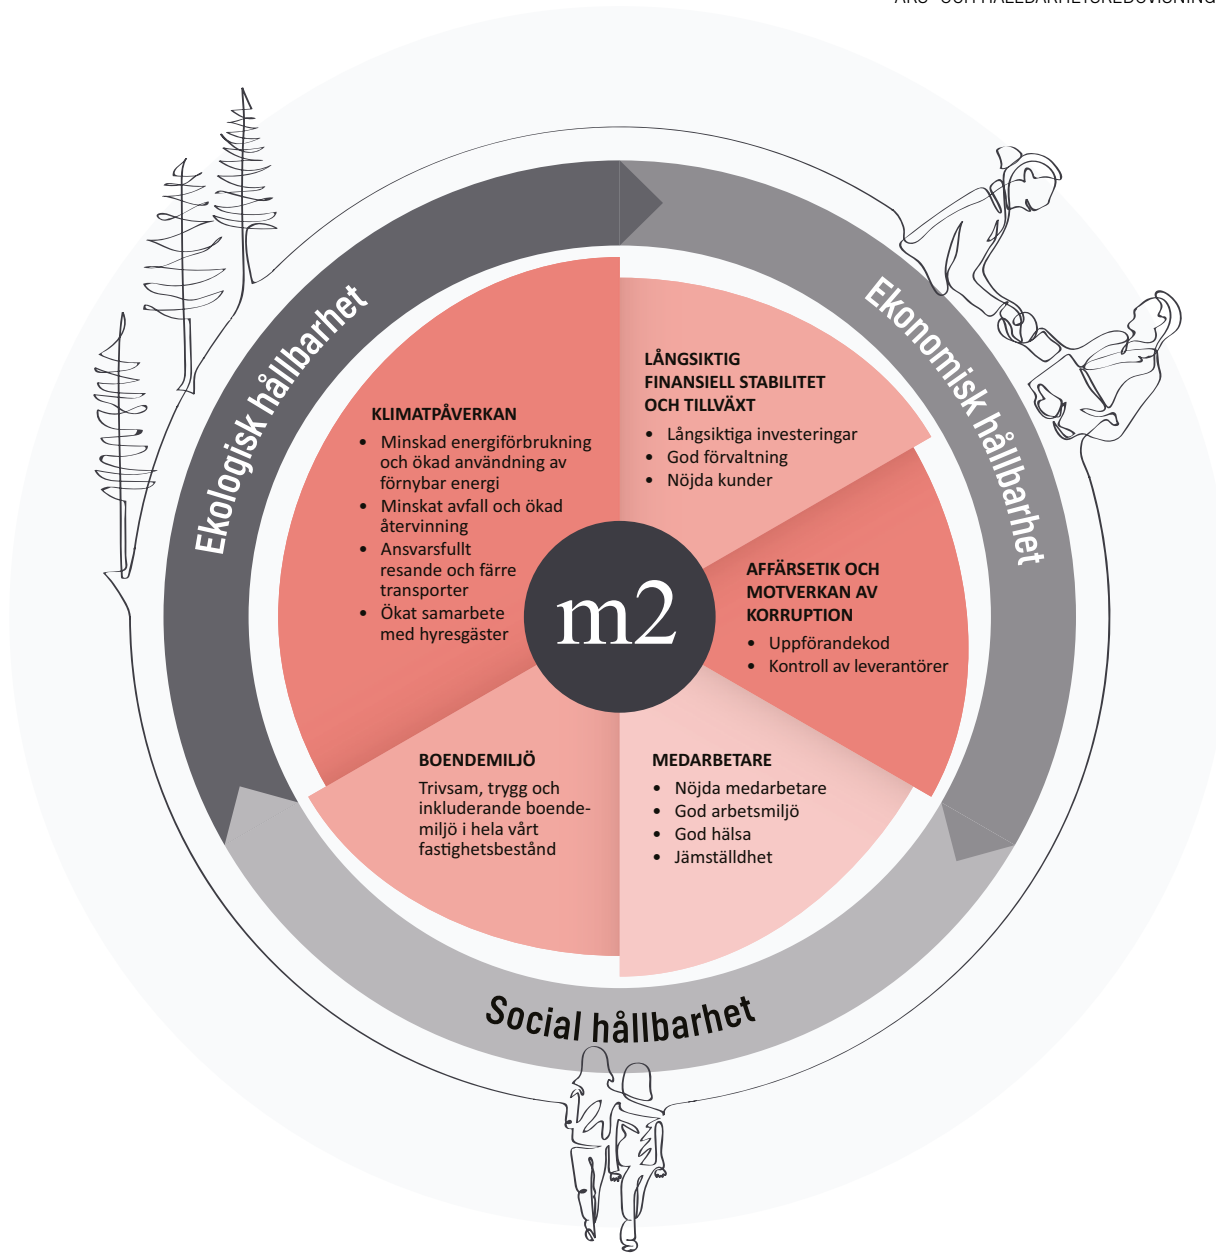 ÅRS- OCH HÅLLBARHETSREDOVISNING
Ekologisk hållbarhet
Ekonomisk hållbarhet
LÅNGSIKTIG
FINANSIELL STABILITET
OCH TILLVÄXT
• Långsiktiga investeringar
• God förvaltning
• Nöjda kunder
KLIMATPÅVERKAN
• Minskad energiförbrukning
och ökad användning av
förnybar energi
• Minskat avfall och ökad
återvinning
• Ansvarsfullt
resande och färre
transporter
• Ökat samarbete
med hyresgäster
m2
AFFÄRSETIK OCH
MOTVERKAN AV
KORRUPTION
• Uppförandekod
• Kontroll av leverantörer
BOENDEMILJÖ
Trivsam, trygg och
inkluderande boende-
miljö i hela vårt
fastighetsbestånd
MEDARBETARE
• Nöjda medarbetare
• God arbetsmiljö
• God hälsa
• Jämställdhet
Social hållbarhet